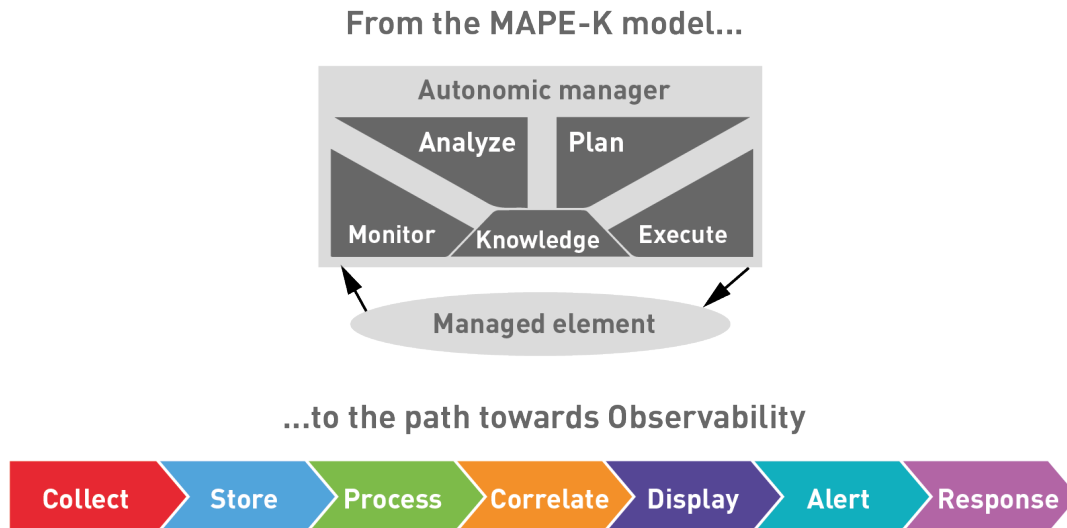 From the MAPE-K model...
Autonomic manager
Analyze
Plan
Monitor
Knowledge
Execute
Managed element
...to the path towards Observability
Collect
Store
Process
Correlate
Display
Alert
Response